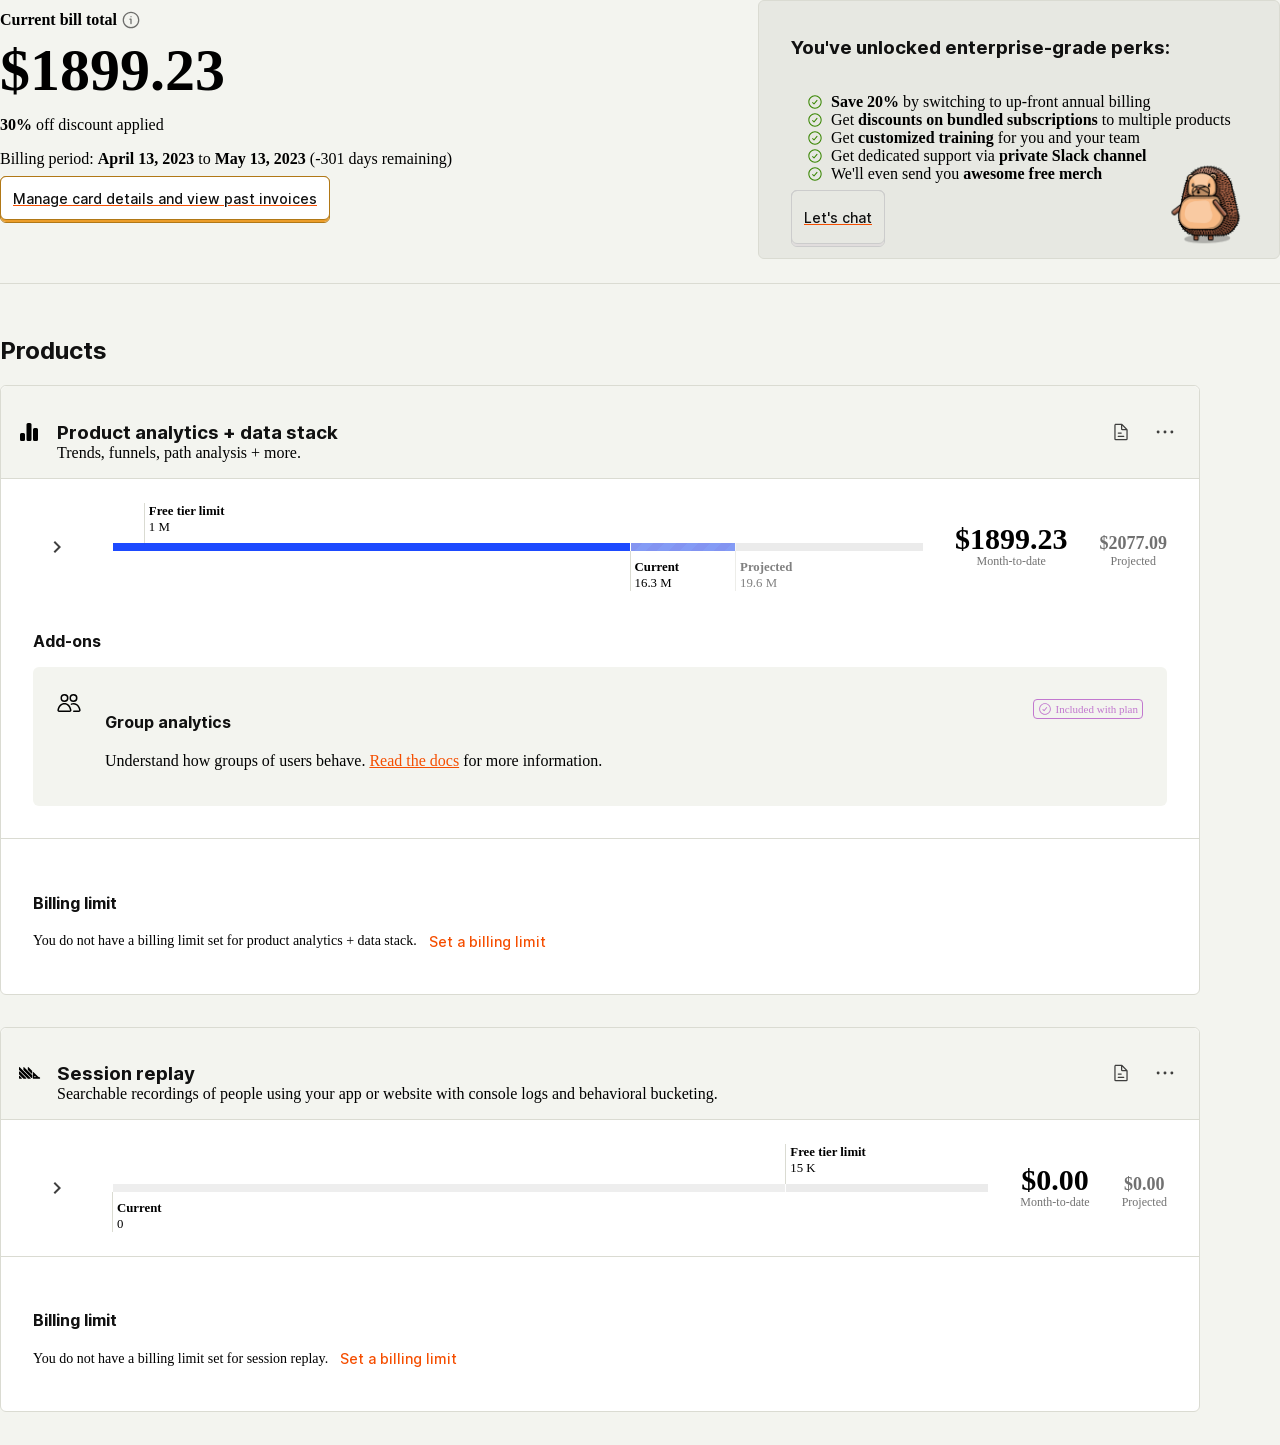 Current bill total
$1899.23
30% off discount applied
Billing period: April 13, 2023 to May 13, 2023 (-301 days remaining)
Manage card details and view past invoices
You've unlocked enterprise-grade perks:
Save 20% by switching to up-front annual billing
Get discounts on bundled subscriptions to multiple products
Get customized training for you and your team
Get dedicated support via private Slack channel
We'll even send you awesome free merch
Let's chat
Products
Product analytics + data stack
Trends, funnels, path analysis + more.
Free tier limit
1 M
Current
16.3 M
Projected
19.6 M
$1899.23
Month-to-date
$2077.09
Projected
Add-ons
Group analytics
Included with plan
Understand how groups of users behave. Read the docs for more information.
Billing limit
You do not have a billing limit set for product analytics + data stack. Set a billing limit
Session replay
Searchable recordings of people using your app or website with console logs and behavioral bucketing.
Free tier limit
15 K
Current
0
$0.00
Month-to-date
$0.00
Projected
Billing limit
You do not have a billing limit set for session replay. Set a billing limit